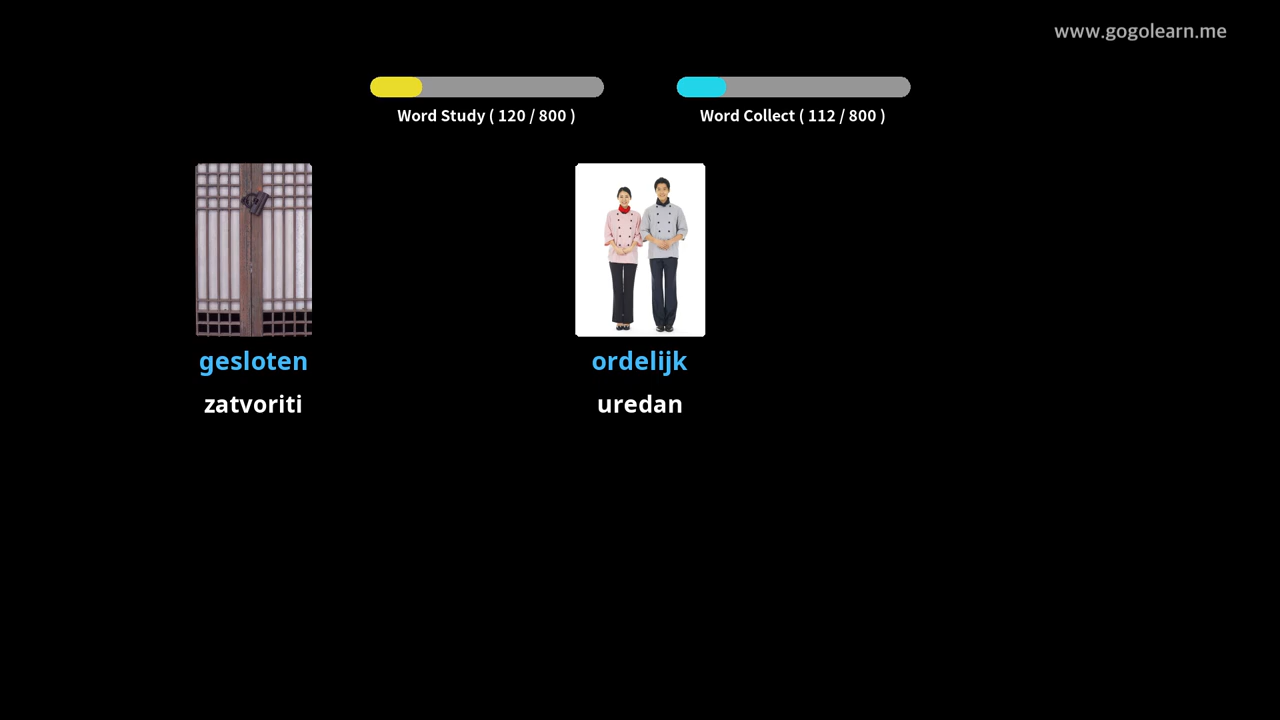 www.gogolearn.me
Word Study ( 120 / 800 )
Word Collect ( 112 / 800 )
gesloten
zatvoriti
ordelijk
uredan